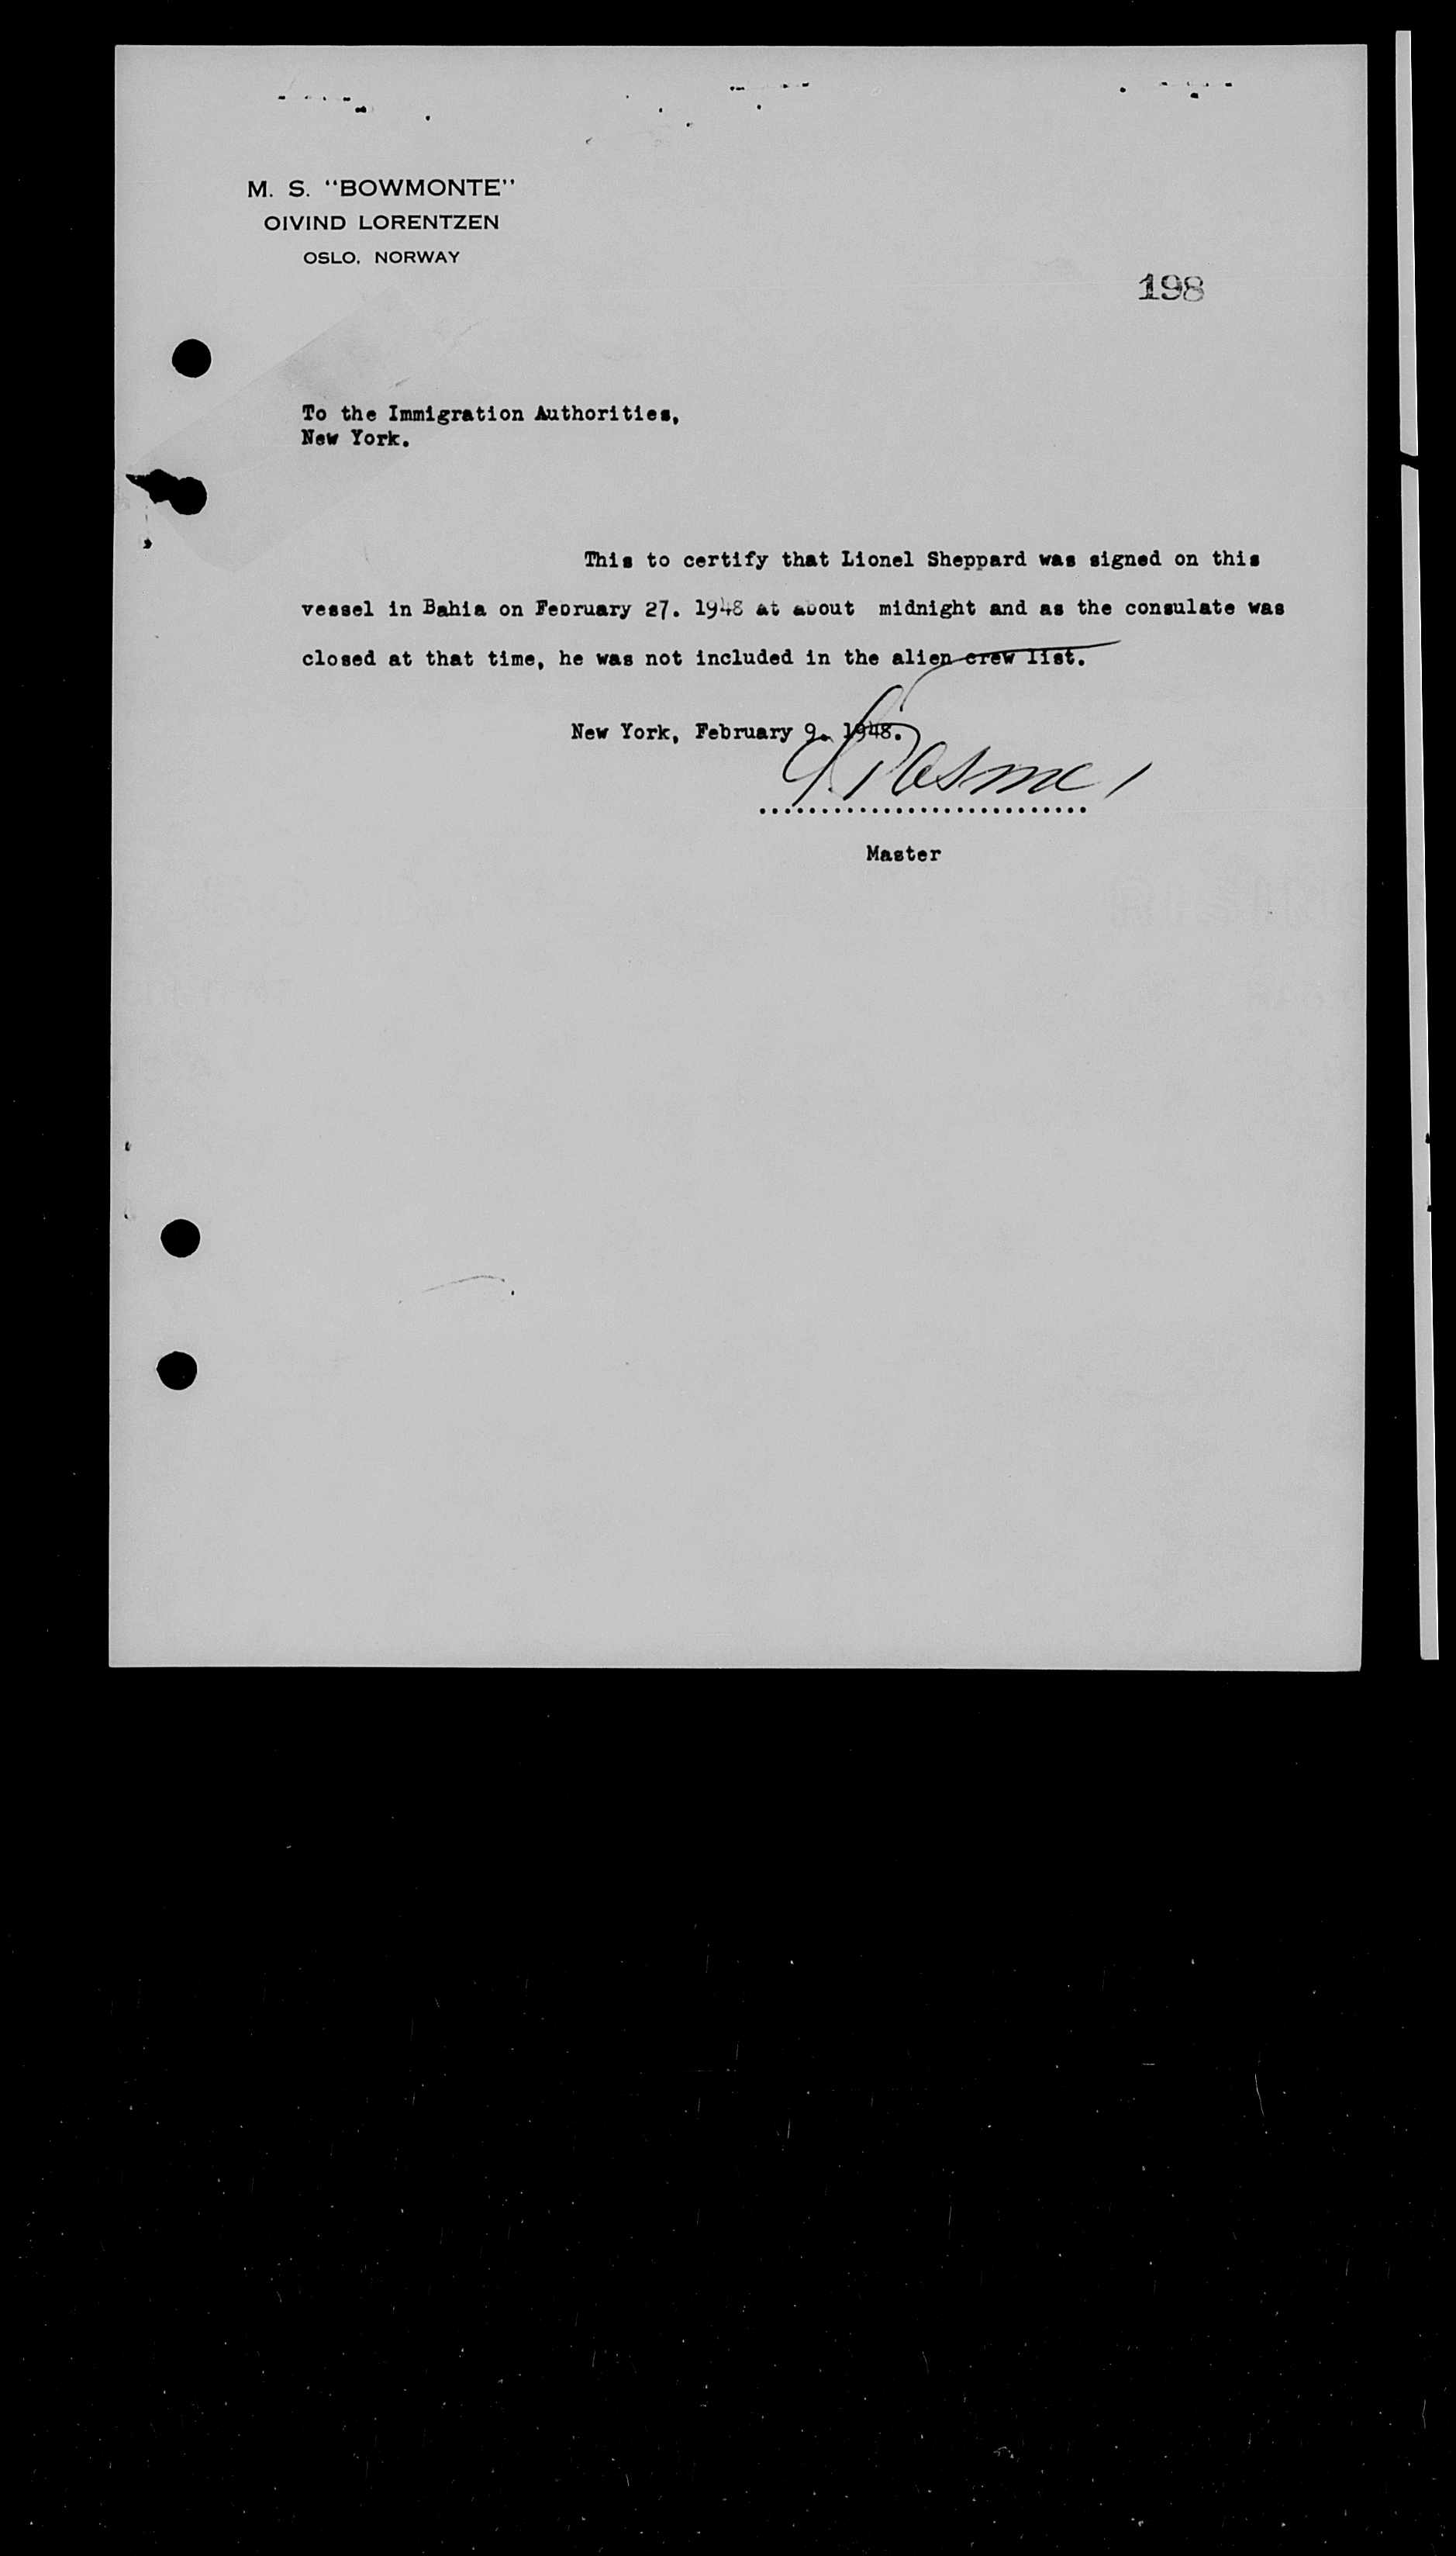 M. S. "BOWMONTE"
OIVIND LORENTZEN
OSLO, NORWAY
198
To the Immigration Authorities,
New York.
This to certify that Lionel Sheppard was signed on this
vessel in Bahia on February 27. 1948 at about midnight and as the consulate was
closed at that time, he was not included in the alien crew list.
New York, February 9. 1948.
Master